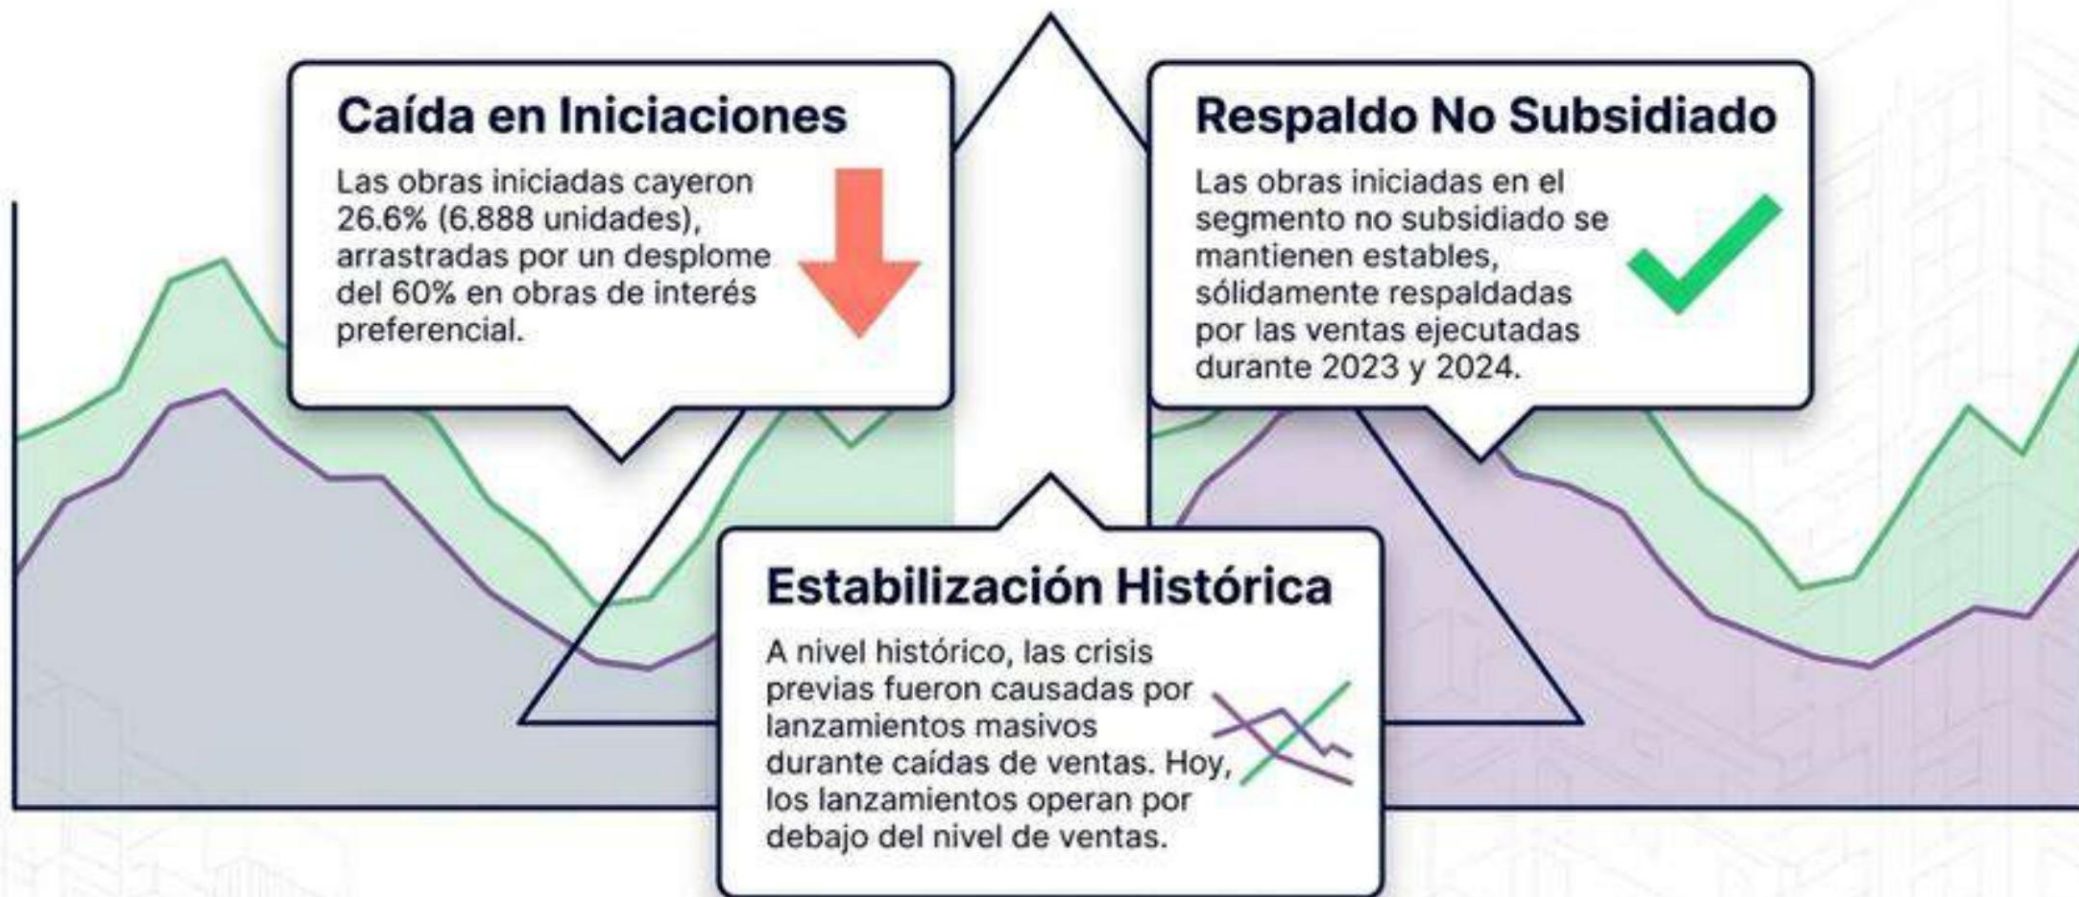 Caída en Iniciaciones
Las obras iniciadas cayeron
26.6% (6.888 unidades),
arrastradas por un desplome
del 60% en obras de interés
preferencial.
Respaldo No Subsidiado
Las obras iniciadas en el
segmento no subsidiado se
mantienen estables,
sólidamente respaldadas
por las ventas ejecutadas
durante 2023 y 2024.
Estabilización Histórica
A nivel histórico, las crisis
previas fueron causadas por
lanzamientos masivos
durante caídas de ventas. Hoy,
los lanzamientos operan por
debajo del nivel de ventas.